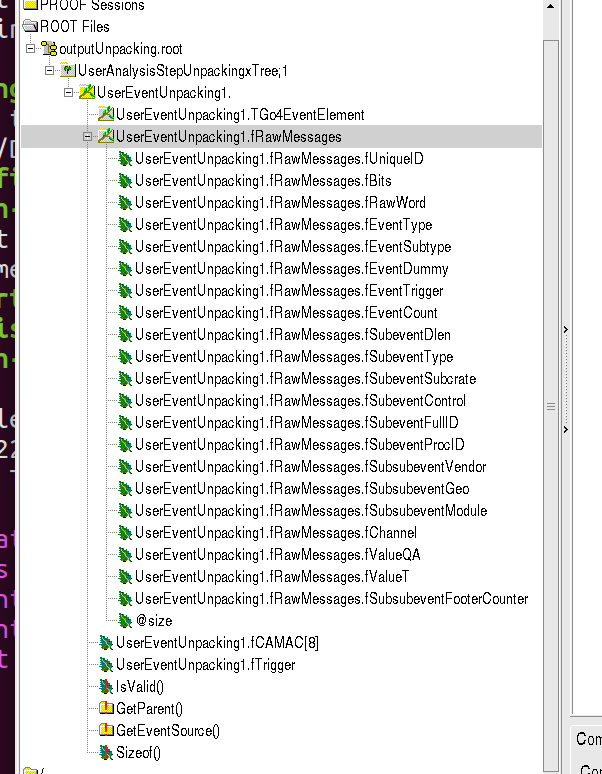 PROOF Sessions
ROOT Files
outputUnpacking.root
UserAnalysisStepUnpackingxTree;1
UserEventUnpacking1.
UserEventUnpacking1.TGo4EventElement
UserEventUnpacking1.fRawMessages
UserEventUnpacking1.fRawMessages.fUniqueID
UserEventUnpacking1.fRawMessages.fBits
UserEventUnpacking1.fRawMessages.fRawWord
UserEventUnpacking1.fRawMessages.fEventType
UserEventUnpacking1.fRawMessages.fEventSubtype
UserEventUnpacking1.fRawMessages.fEventDummy
UserEventUnpacking1.fRawMessages.fEventTrigger
UserEventUnpacking1.fRawMessages.fEventCount
UserEventUnpacking1.fRawMessages.fSubeventDlen
UserEventUnpacking1.fRawMessages.fSubeventType
UserEventUnpacking1.fRawMessages.fSubeventSubcrate
UserEventUnpacking1.fRawMessages.fSubeventControl
UserEventUnpacking1.fRawMessages.fSubeventFullID
UserEventUnpacking1.fRawMessages.fSubeventProcID
UserEventUnpacking1.fRawMessages.fSubsubeventVendor
UserEventUnpacking1.fRawMessages.fSubsubeventGeo
UserEventUnpacking1.fRawMessages.fSubsubeventModule
UserEventUnpacking1.fRawMessages.fChannel
UserEventUnpacking1.fRawMessages.fValueQA
UserEventUnpacking1.fRawMessages.fValueT
UserEventUnpacking1.fRawMessages.fSubsubeventFooterCounter
@size
UserEventUnpacking1.fCAMAC[8]
UserEventUnpacking1.fTrigger
IsValid()
GetParent()
GetEventSource()
Sizeof()